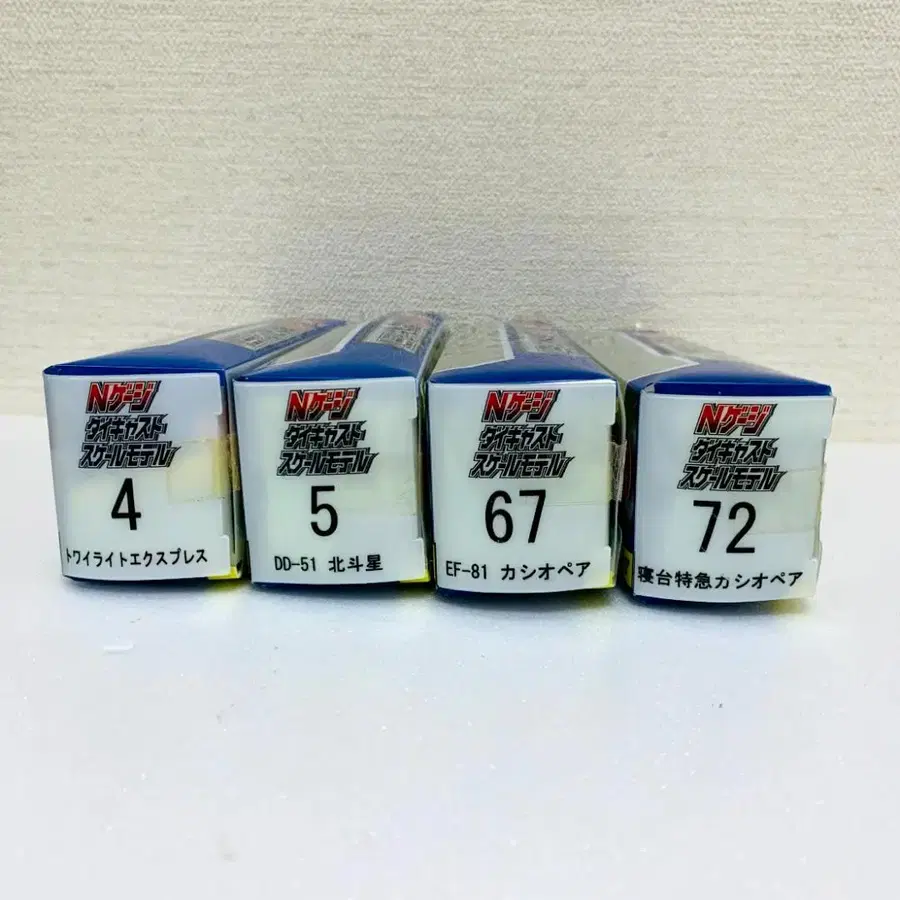 Nゲージ
ダイキャスト
スケールモデル
4
トワイライトエクスプレス
Nゲージ
ダイキャスト
スケールモデル
5
DD-51 北斗星
Nゲージ
ダイキャスト
スケールモデル
67
EF-81 カシオペア
Nゲージ
ダイキャスト
スケールモデル
72
寝台特急カシオペア